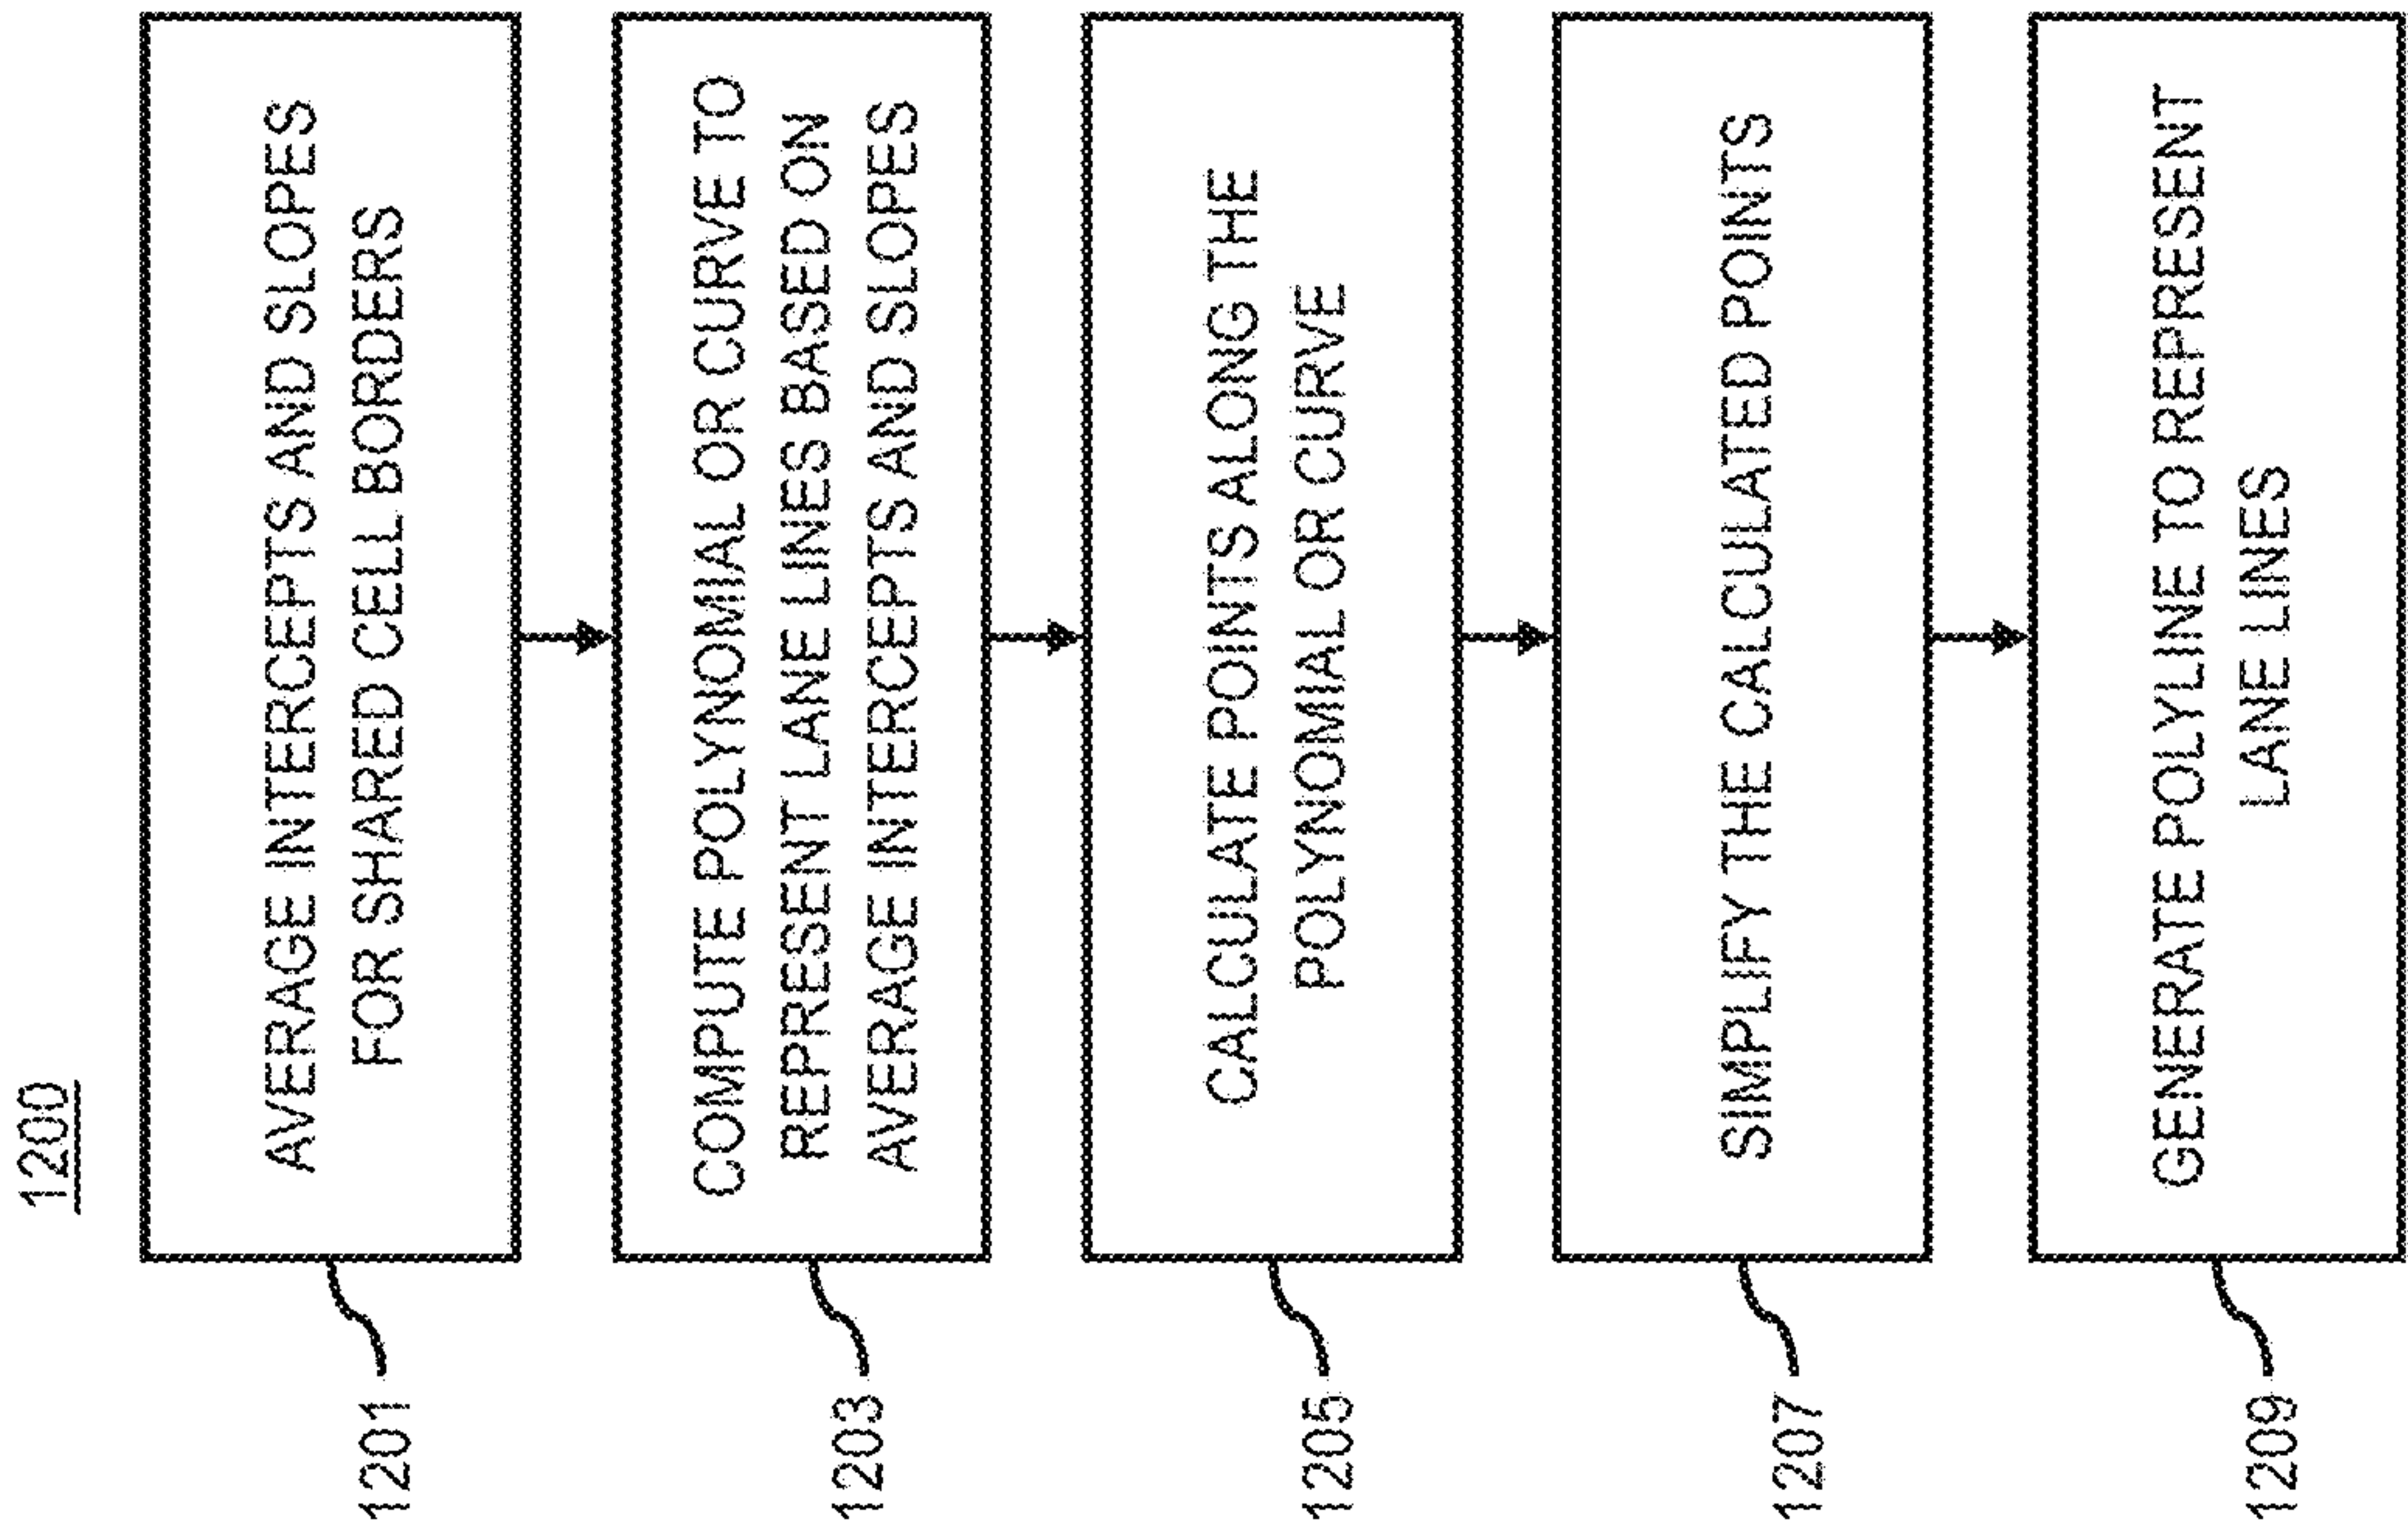 1200
AVERAGE INTERCEPTS AND SLOPES
FOR SHARED CELL BORDERS
1201
COMPUTE POLYNOMIAL OR CURVE TO
REPRESENT LANE LINES BASED ON
AVERAGE INTERCEPTS AND SLOPES
1203
CALCULATE POINTS ALONG THE
POLYNOMIAL OR CURVE
1205
SIMPLIFY THE CALCULATED POINTS
1207
GENERATE POLYLINE TO REPRESENT
LANE LINES
1209